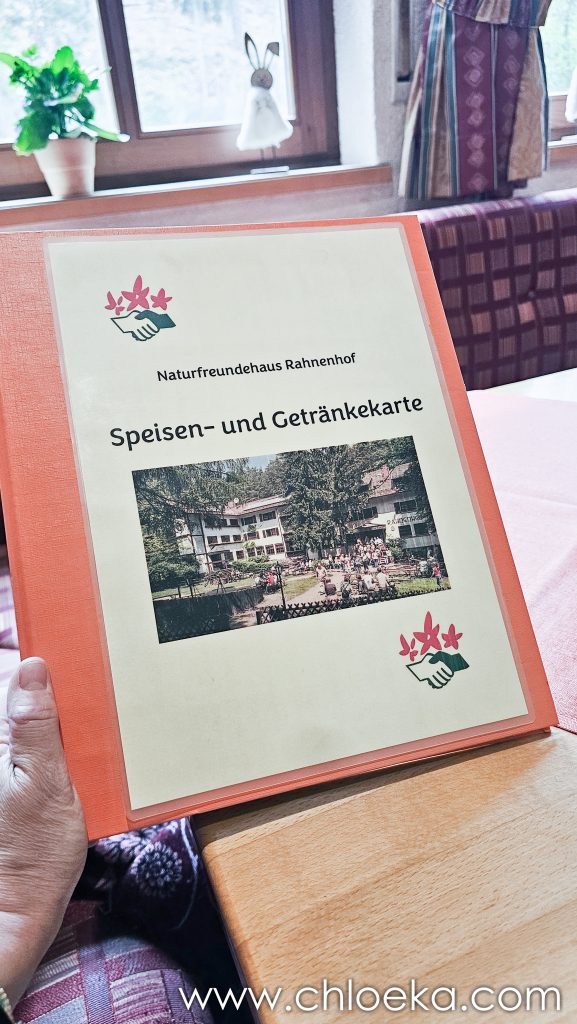 Naturfreundehaus Rahnenhof
Speisen- und Getränkekarte
www.chloeka.com